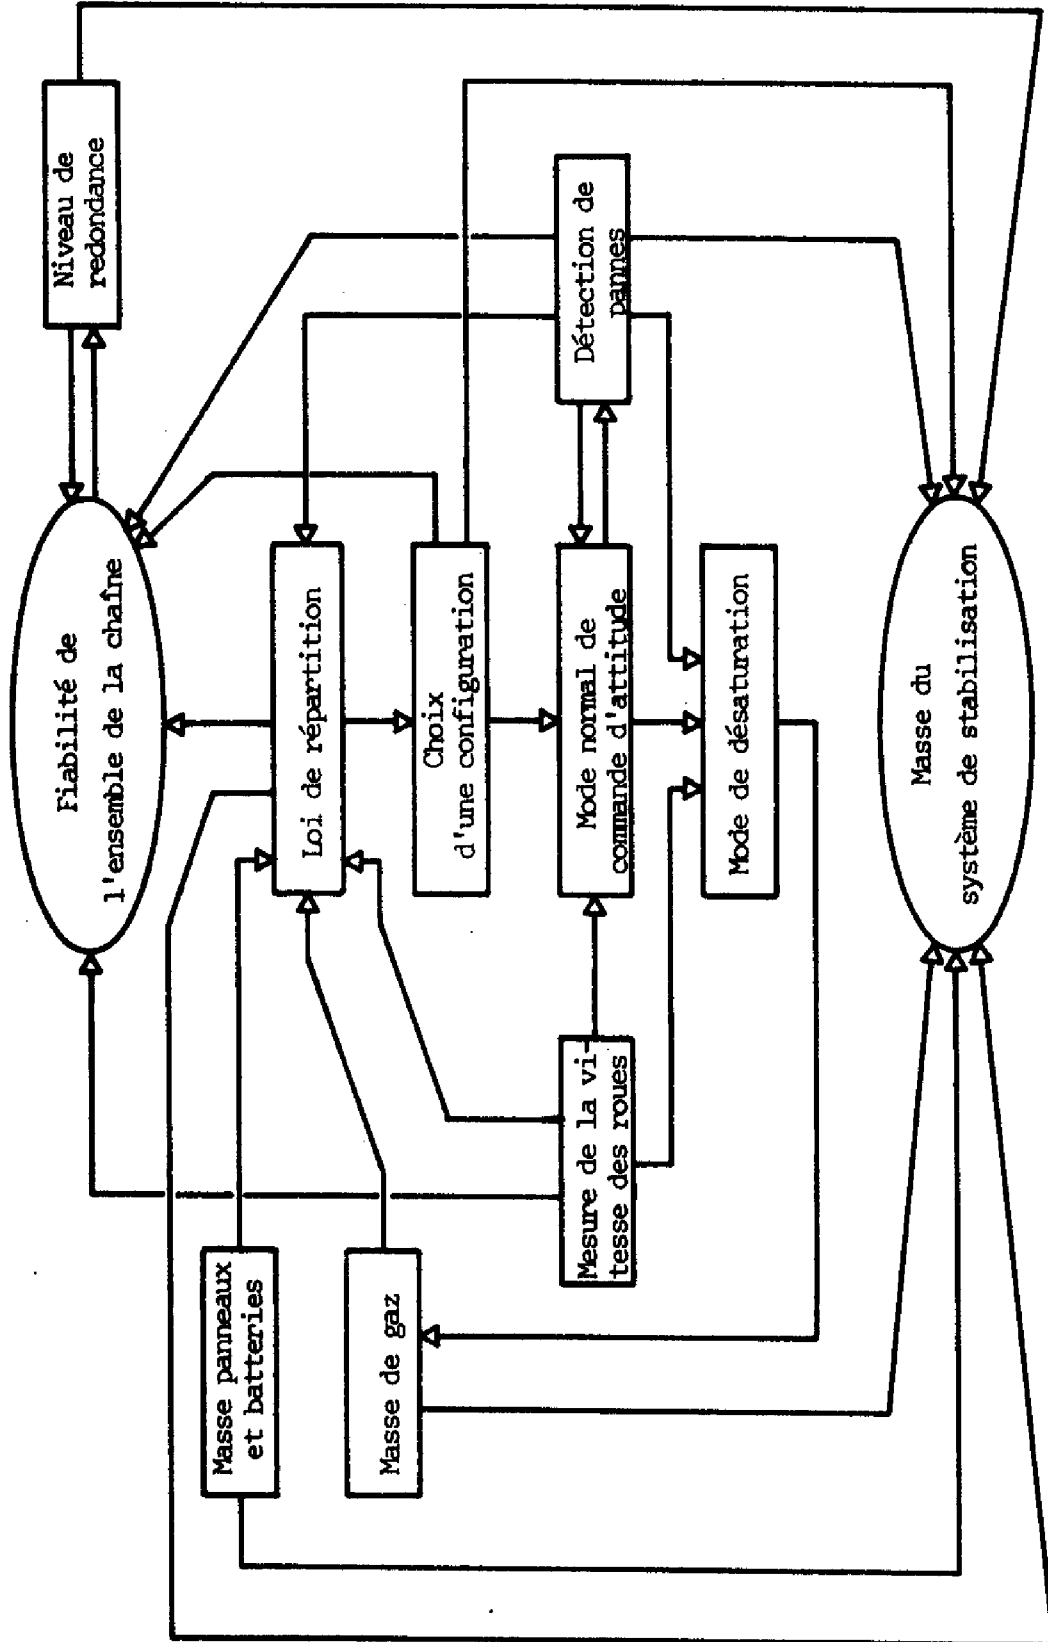 Fiabilité de
l'ensemble de la chaîne
Niveau de
redondance
Masse panneaux
et batteries
Loi de répartition
Masse de gaz
Choix
d'une configuration
Mesure de la vi-
tesse des roues
Mode normal de
commande d'attitude
Détection de
pannes
Mode de désaturation
Masse du
système de stabilisation